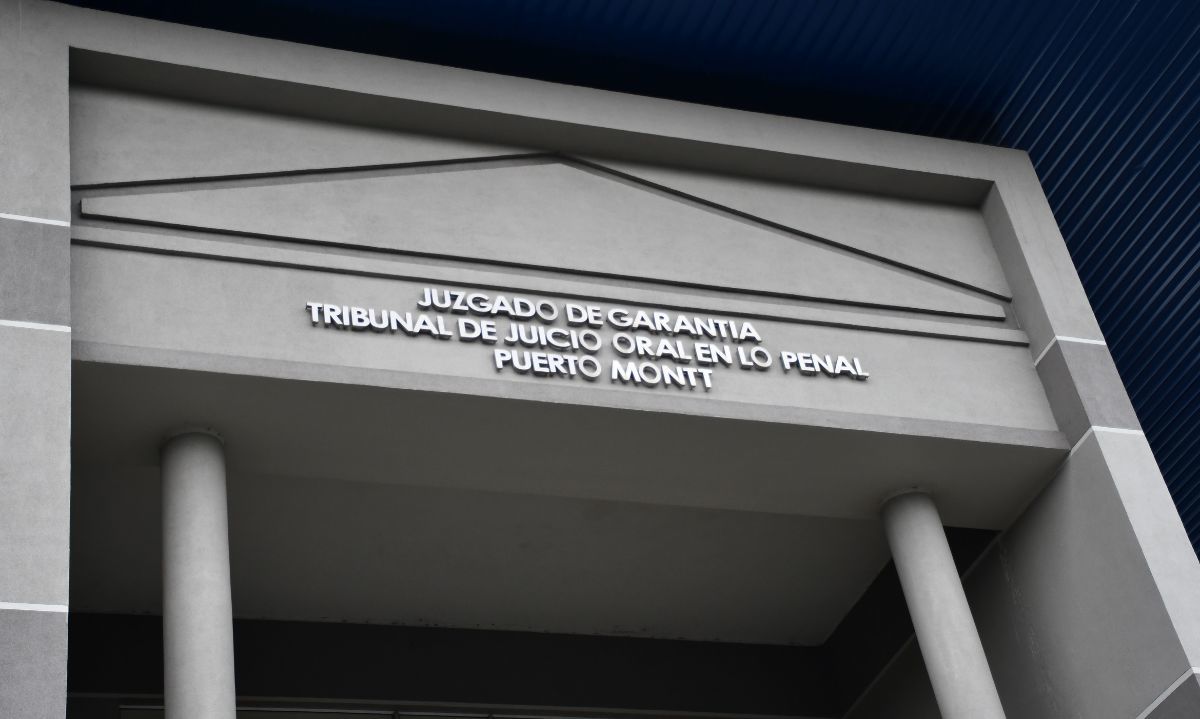 JUZGADO DE GARANTIA
TRIBUNAL DE JUICIO ORAL EN LO PENAL
PUERTO MONTT